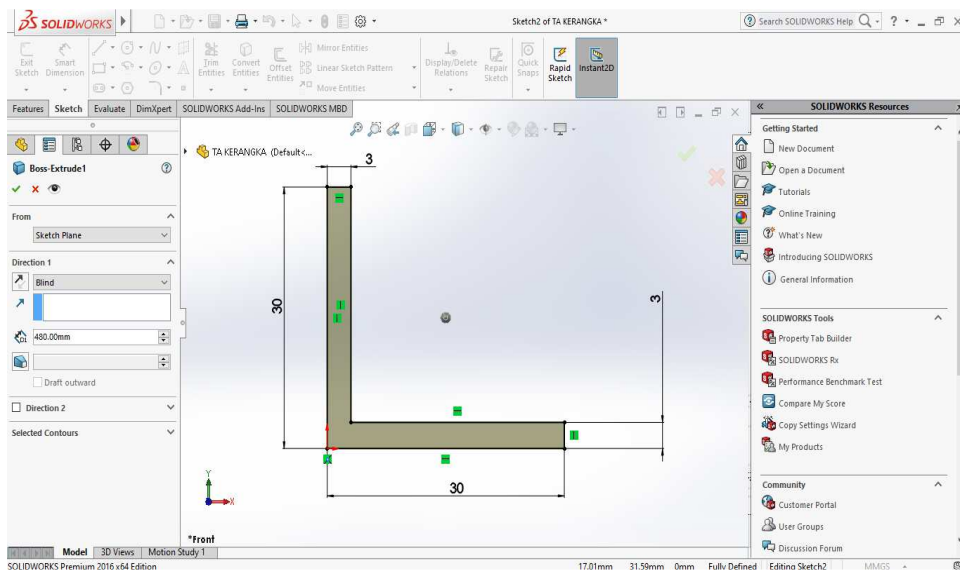 SOLIDWORKS
Sketch2 of TA KERANGKA *
Search SOLIDWORKS Help
Exit Sketch
Smart Dimension
Trim Entities
Convert Entities
Offset Entities
Mirror Entities
Linear Sketch Pattern
Move Entities
Display/Delete Relations
Repair Sketch
Quick Snaps
Rapid Sketch
Instant2D
Features Sketch Evaluate DimXpert SOLIDWORKS Add-Ins SOLIDWORKS MBD
Boss-Extrude1
From
Sketch Plane
Direction 1
Blind
D1
480.00mm
Draft outward
Direction 2
Selected Contours
TA KERANGKA (Default<...
3
30
3
30
Y
X
*Front
SOLIDWORKS Resources
Getting Started
New Document
Open a Document
Tutorials
Online Training
What's New
Introducing SOLIDWORKS
General Information
SOLIDWORKS Tools
Property Tab Builder
SOLIDWORKS Rx
Performance Benchmark Test
Compare My Score
Copy Settings Wizard
My Products
Community
Customer Portal
User Groups
Discussion Forum
Model 3D Views Motion Study 1
SOLIDWORKS Premium 2016 x64 Edition
17.01mm 31.59mm 0mm Fully Defined Editing Sketch2 MMGS